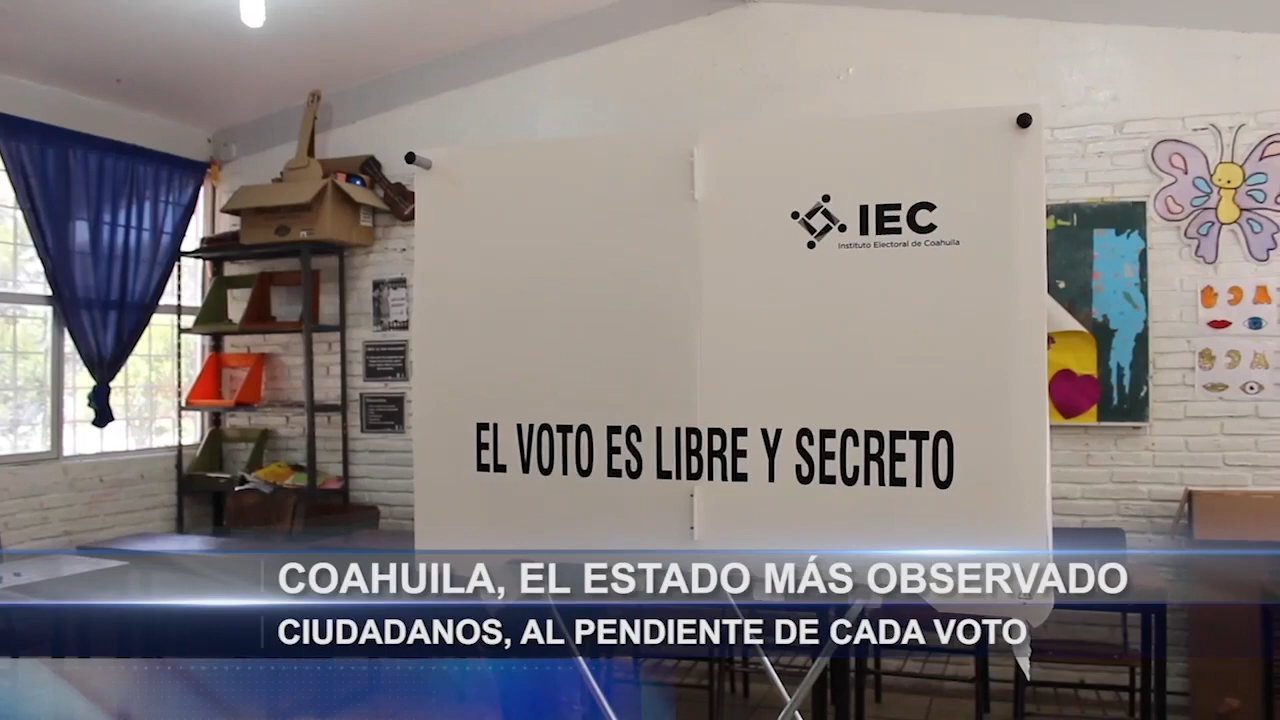 IEC
Instituto Electoral de Coahuila
EL VOTO ES LIBRE Y SECRETO
COAHUILA, EL ESTADO MÁS OBSERVADO
CIUDADANOS, AL PENDIENTE DE CADA VOTO